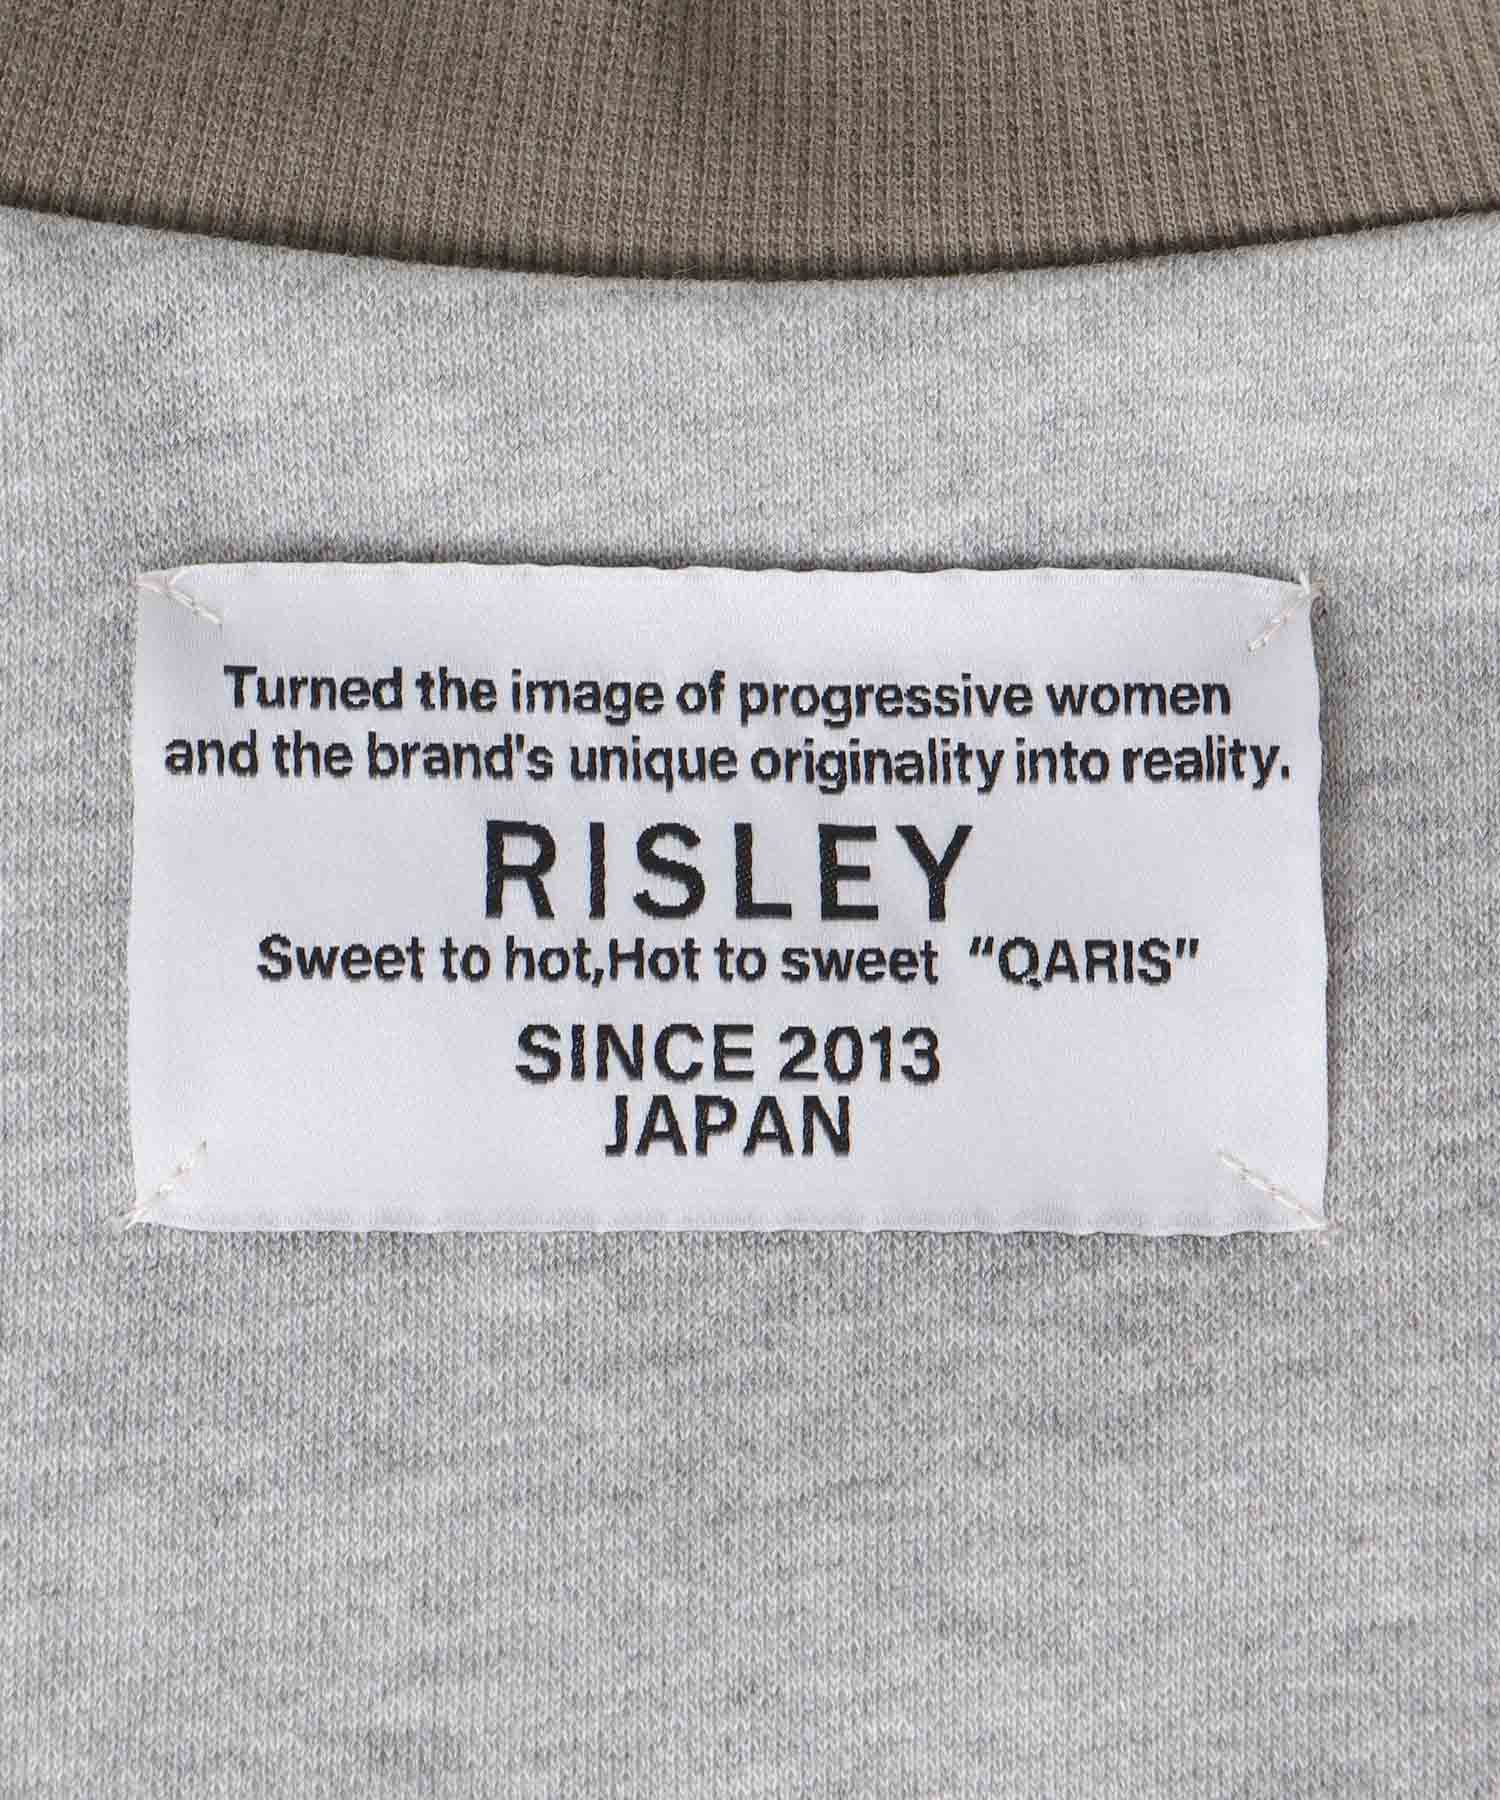 Turned the image of progressive women
and the brand's unique originality into reality.
RISLEY
Sweet to hot,Hot to sweet “QARIS”
SINCE 2013
JAPAN